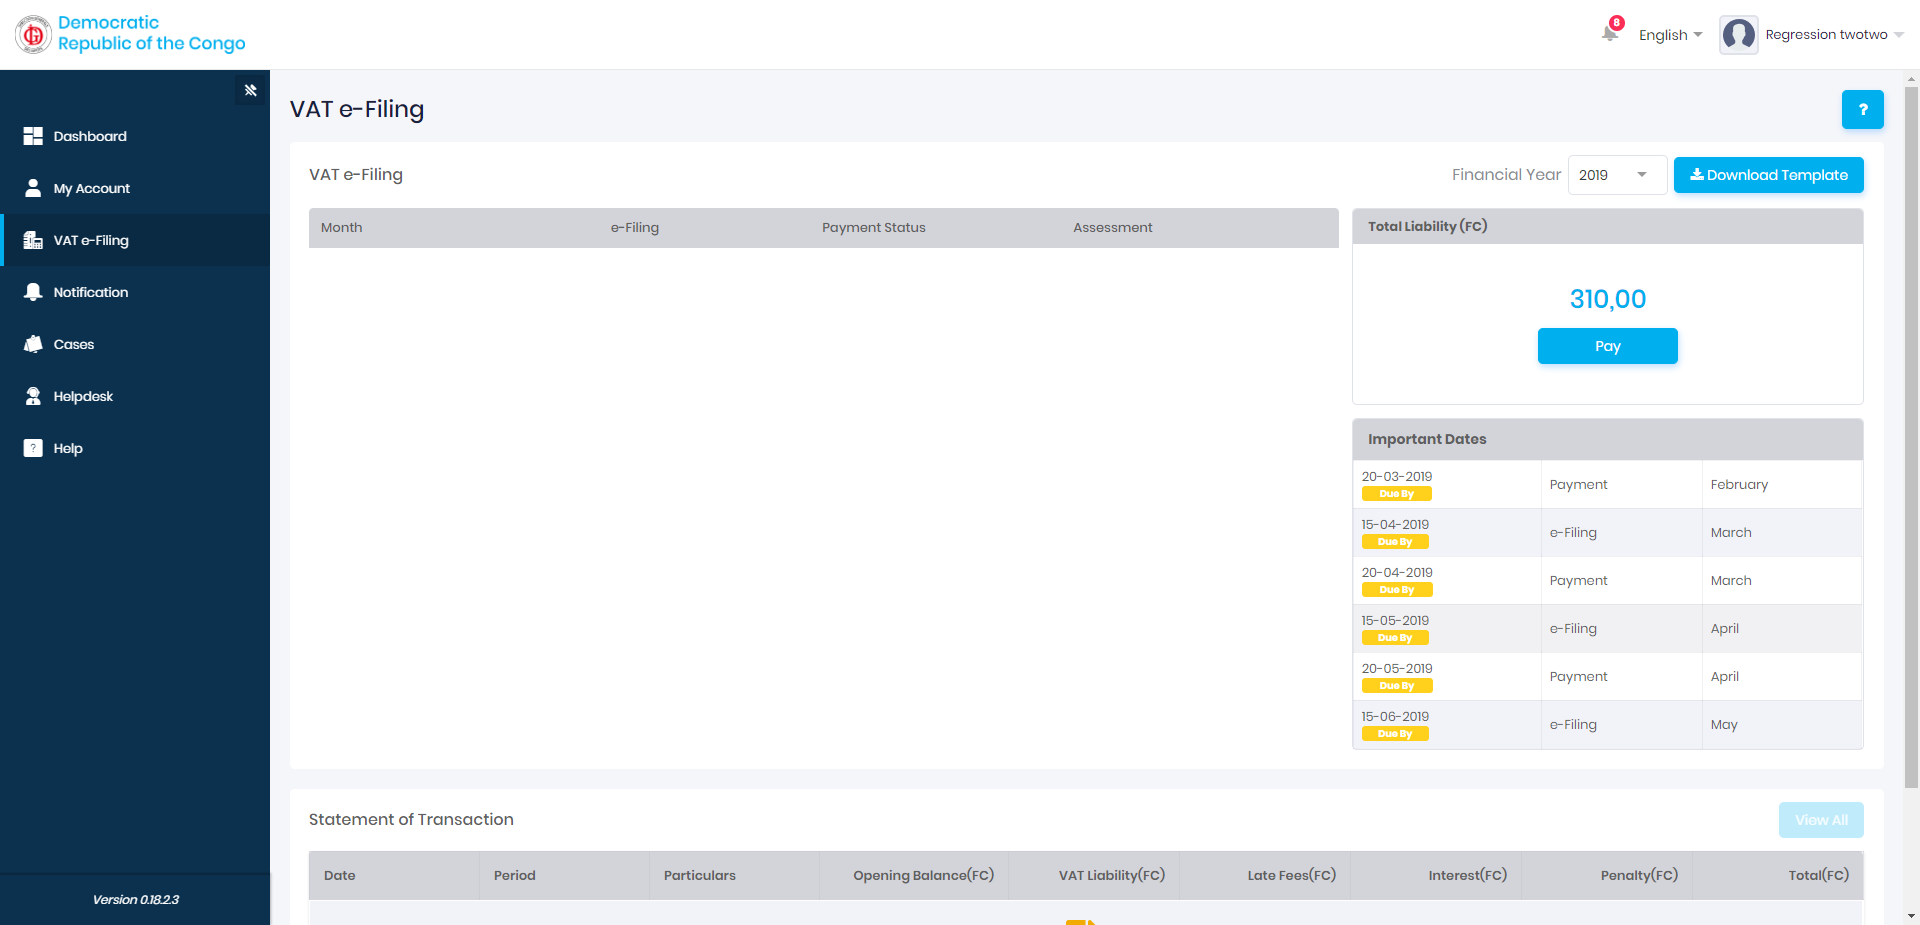 Democratic
Republic of the Congo
8
English
Regression twotwo
Dashboard
My Account
VAT e-Filing
Notification
Cases
Helpdesk
? Help
Version 0.18.2.3
VAT e-Filing
?
VAT e-Filing
Financial Year 2019 Download Template
Month e-Filing Payment Status Assessment
Total Liability (FC)
310,00
Pay
Important Dates
20-03-2019
Due By
Payment February
15-04-2019
Due By
e-Filing March
20-04-2019
Due By
Payment March
15-05-2019
Due By
e-Filing April
20-05-2019
Due By
Payment April
15-06-2019
Due By
e-Filing May
Statement of Transaction
View All
Date Period Particulars Opening Balance(FC) VAT Liability(FC) Late Fees(FC) Interest(FC) Penalty(FC) Total(FC)